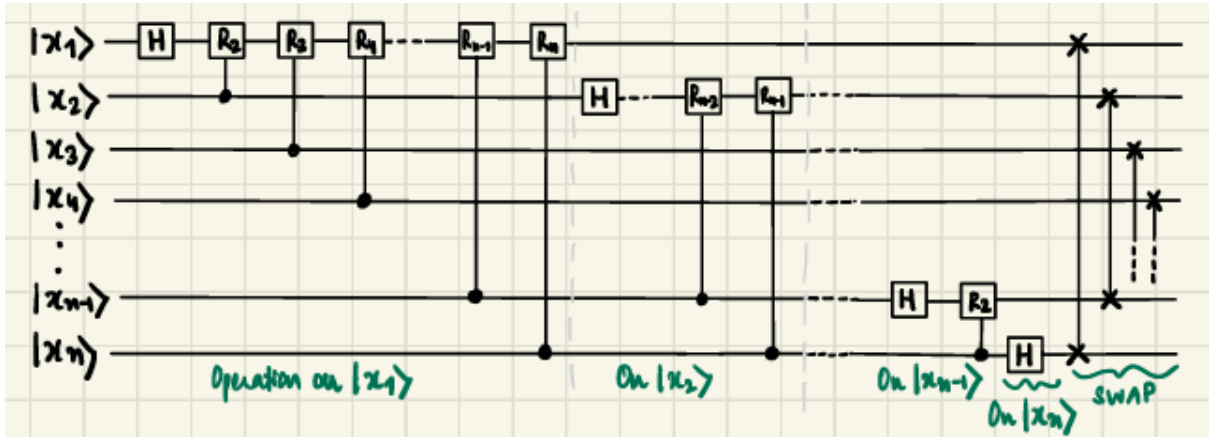 |x₁⟩ H R₂ R₃ R₄ Rₙ₋₁ Rₙ
|x₂⟩ H Rₙ₋₂ Rₙ₋₁
|x₃⟩
|x₄⟩
|xₙ₋₁⟩ H R₂
|xₙ⟩ H
Operation on |x₁⟩ On |x₂⟩ On |xₙ₋₁⟩ SWAP
On |xₙ⟩